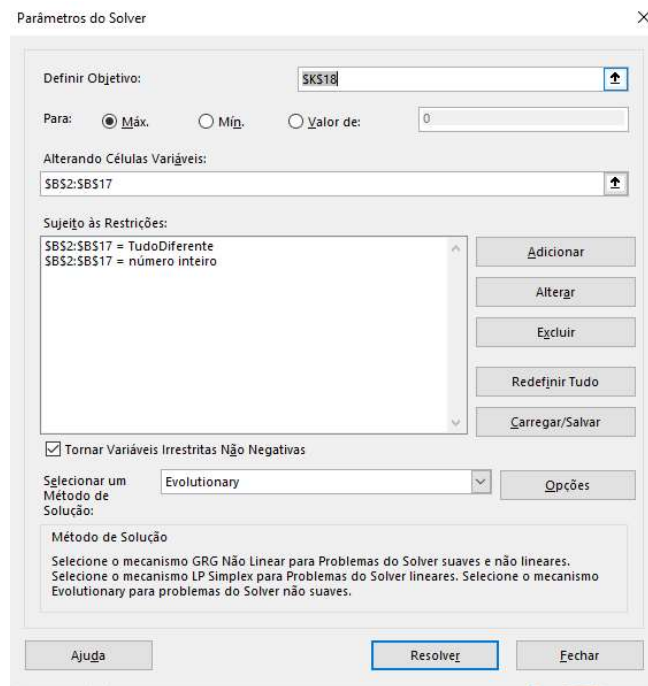 Parâmetros do Solver
Definir Objetivo:
$K$18
Para:
Máx.
Mín.
Valor de:
0
Alterando Células Variáveis:
$B$2:$B$17
Sujeito às Restrições:
$B$2:$B$17 = TudoDiferente
$B$2:$B$17 = número inteiro
Adicionar
Alterar
Excluir
Redefinir Tudo
Carregar/Salvar
Tornar Variáveis Irrestritas Não Negativas
Selecionar um
Método de
Solução:
Evolutionary
Opções
Método de Solução
Selecione o mecanismo GRG Não Linear para Problemas do Solver suaves e não lineares.
Selecione o mecanismo LP Simplex para Problemas do Solver lineares. Selecione o mecanismo
Evolutionary para problemas do Solver não suaves.
Ajuda
Resolver
Fechar